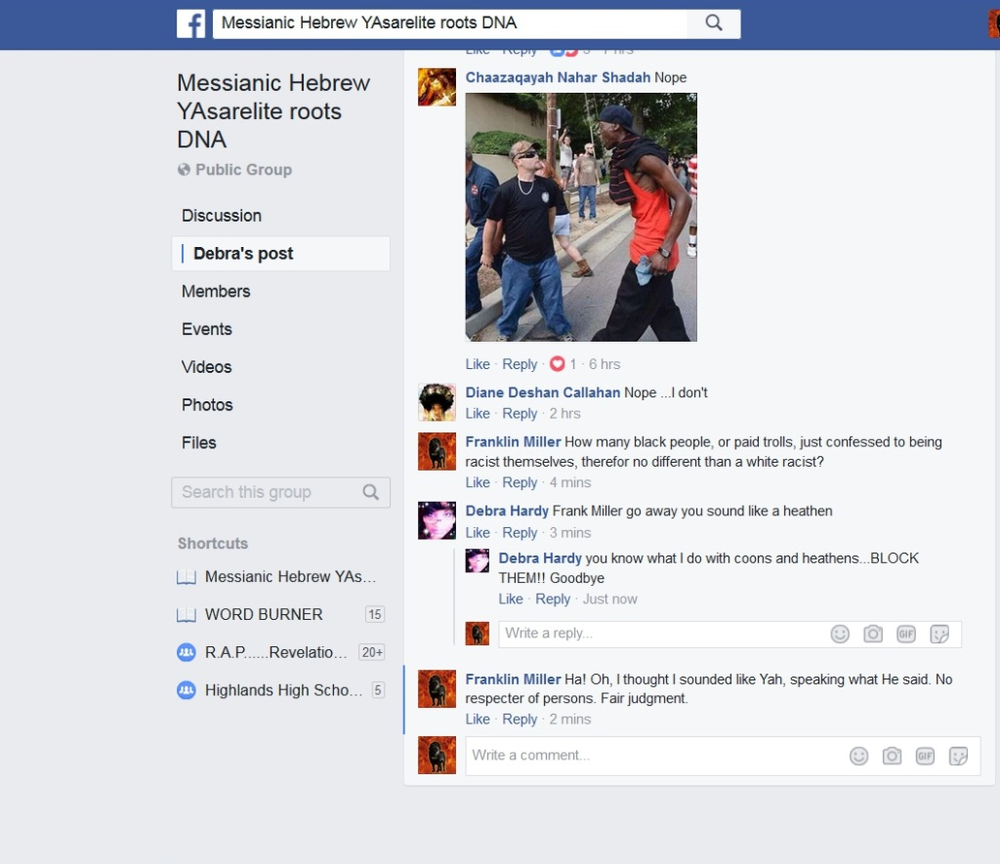 Messianic Hebrew YAsarelite roots DNA
Messianic Hebrew
YAsarelite roots
DNA
Public Group
Discussion
Debra's post
Members
Events
Videos
Photos
Files
Search this group
Shortcuts
Messianic Hebrew YAs...
WORD BURNER 15
R.A.P......Revelatio... 20+
Highlands High Scho... 5
Like · Reply · 3 · 7 hrs
Chaazaqayah Nahar Shadah Nope
Like · Reply · 1 · 6 hrs
Diane Deshan Callahan Nope ...I don't
Like · Reply · 2 hrs
Franklin Miller How many black people, or paid trolls, just confessed to being
racist themselves, therefor no different than a white racist?
Like · Reply · 4 mins
Debra Hardy Frank Miller go away you sound like a heathen
Like · Reply · 3 mins
Debra Hardy you know what I do with coons and heathens...BLOCK
THEM!! Goodbye
Like · Reply · Just now
Write a reply...
GIF
Franklin Miller Ha! Oh, I thought I sounded like Yah, speaking what He said. No
respecter of persons. Fair judgment.
Like · Reply · 2 mins
Write a comment...
GIF